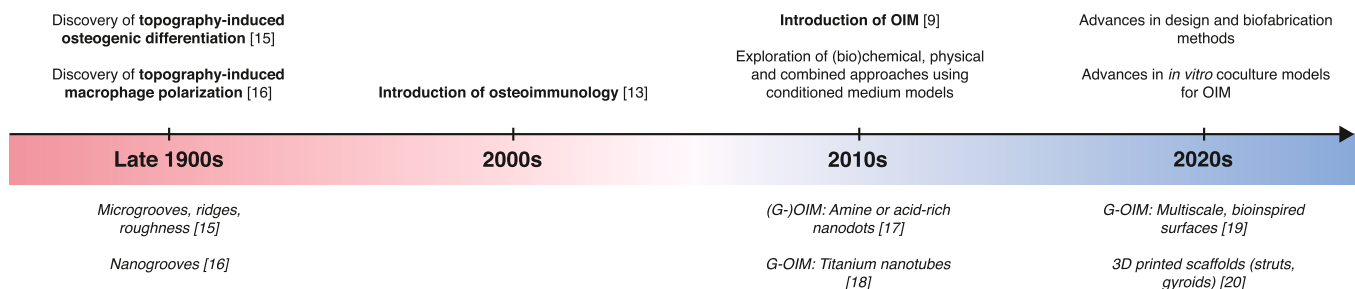 Discovery of topography-induced
osteogenic differentiation [15]
Discovery of topography-induced
macrophage polarization [16]
Introduction of osteoimmunology [13]
Introduction of OIM [9]
Exploration of (bio)chemical, physical
and combined approaches using
conditioned medium models
Advances in design and biofabrication
methods
Advances in in vitro coculture models
for OIM
Late 1900s
2000s
2010s
2020s
Microgrooves, ridges,
roughness [15]
Nanogrooves [16]
(G-)OIM: Amine or acid-rich
nanodots [17]
G-OIM: Titanium nanotubes
[18]
G-OIM: Multiscale, bioinspired
surfaces [19]
3D printed scaffolds (struts,
gyroids) [20]